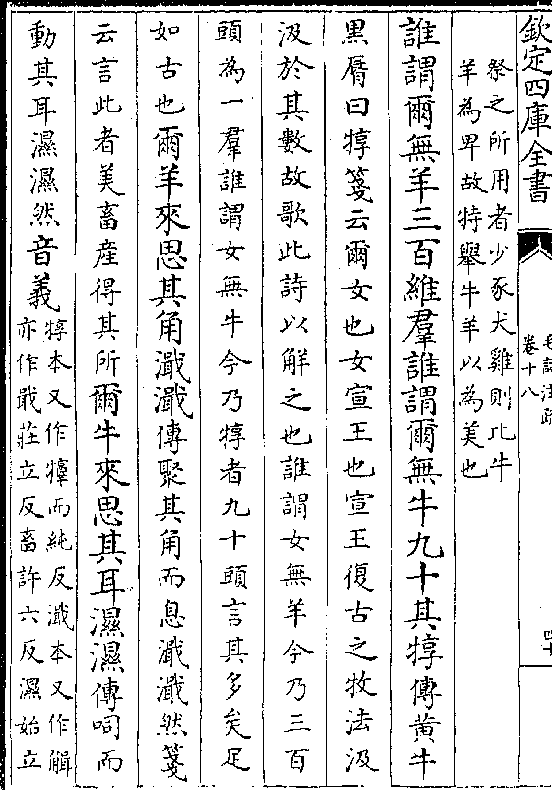 欽定四庫全書
毛詩注疏
卷十八
四十
祭之所用者少豕犬雞則比牛
羊為卑故特舉牛羊以為美也
誰謂爾無羊三百維羣誰謂爾無牛九十其犉傳黄牛
黑脣曰犉箋云爾女也女宣王也宣王復古之牧法汲
汲於其數故歌此詩以解之也誰謂女無羊今乃三百
頭為一羣誰謂女無牛今乃犉者九十頭言其多矣足
如古也爾羊來思其角濈濈傳聚其角而息濈濈然箋
云言此者美畜産得其所爾牛來思其耳濕濕傳呞而
動其耳濕濕然音義
犉本又作㹁而純反濈本又作䚫
亦作戢莊立反畜許六反濕始立